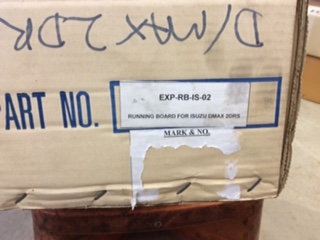 D/MAX 2DR
PART NO.
EXP-RB-IS-02
RUNNING BOARD FOR ISUZU DMAX 2DRS
MARK & NO.